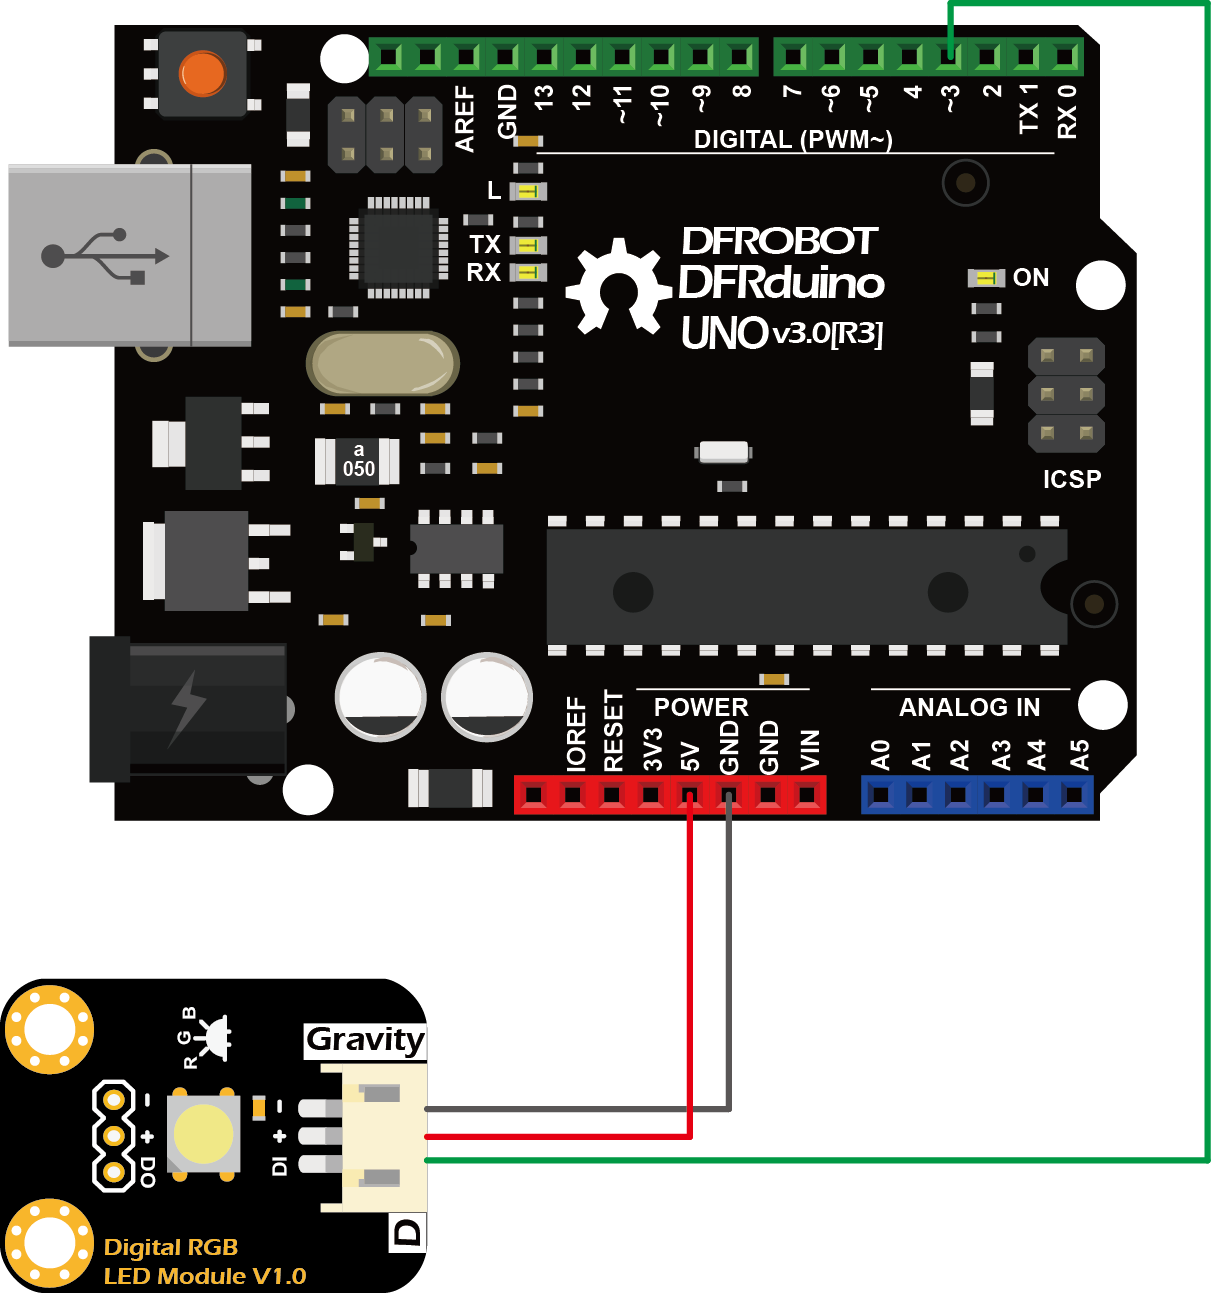 AREF
GND
13
12
~11
~10
~9
8
7
~6
~5
4
~3
2
TX 1
RX 0
DIGITAL (PWM~)
L
TX
RX
DFROBOT
DFRduino
UNO v3.0[R3]
ON
ICSP
a
050
POWER
ANALOG IN
IOREF
RESET
3V3
5V
GND
GND
VIN
A0
A1
A2
A3
A4
A5
R G B
Gravity
-
+
DO
-
+
DI
D
Digital RGB
LED Module V1.0